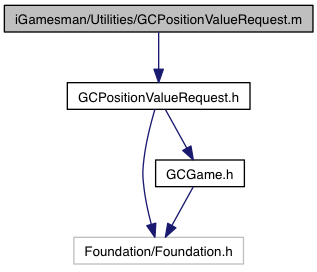 iGamesman/Utilities/GCPositionValueRequest.m
GCPositionValueRequest.h
GCGame.h
Foundation/Foundation.h